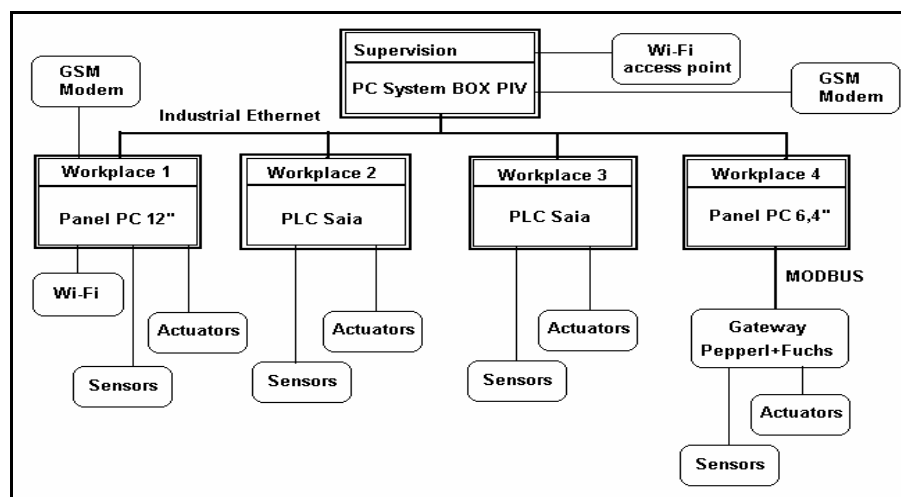 Supervision
PC System BOX PIV
Wi-Fi
access point
GSM
Modem
GSM
Modem
Industrial Ethernet
Workplace 1
Panel PC 12"
Workplace 2
PLC Saia
Workplace 3
PLC Saia
Workplace 4
Panel PC 6,4"
MODBUS
Wi-Fi
Actuators
Sensors
Actuators
Sensors
Actuators
Sensors
Gateway
Pepperl+Fuchs
Actuators
Sensors